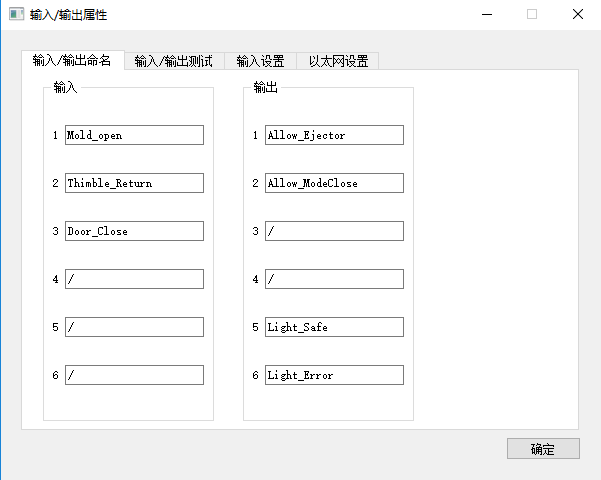 输入/输出属性
输入/输出命名 输入/输出测试 输入设置 以太网设置
输入 输出
1 Mold_open 1 Allow_Ejector
2 Thimble_Return 2 Allow_ModeClose
3 Door_Close 3 /
4 / 4 /
5 / 5 Light_Safe
6 / 6 Light_Error
确定